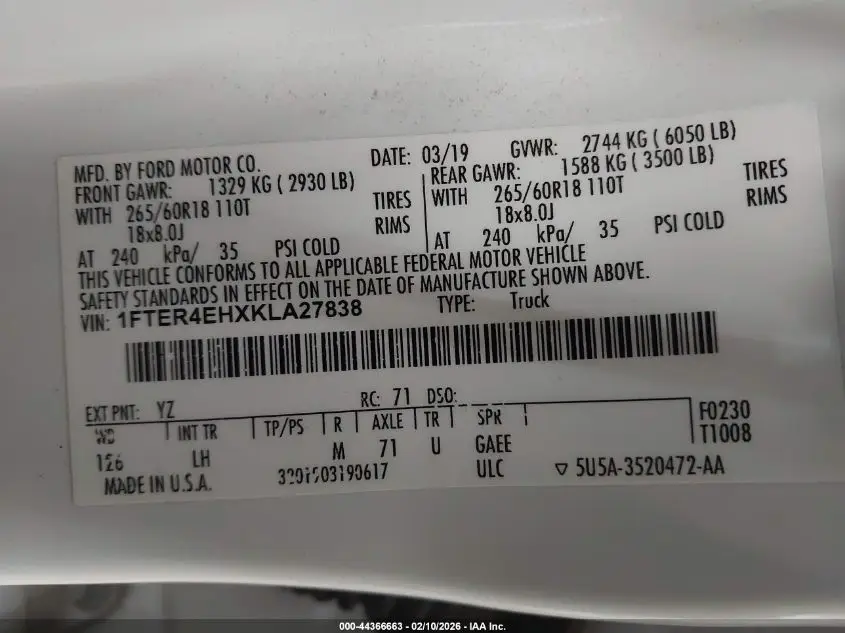 MFD. BY FORD MOTOR CO. DATE: 03/19 GVWR: 2744 KG ( 6050 LB)
FRONT GAWR: 1329 KG ( 2930 LB) REAR GAWR: 1588 KG ( 3500 LB)
WITH 265/60R18 110T TIRES WITH 265/60R18 110T TIRES
18x8.0J RIMS 18x8.0J RIMS
AT 240 kPa/ 35 PSI COLD AT 240 kPa/ 35 PSI COLD
THIS VEHICLE CONFORMS TO ALL APPLICABLE FEDERAL MOTOR VEHICLE
SAFETY STANDARDS IN EFFECT ON THE DATE OF MANUFACTURE SHOWN ABOVE.
VIN: 1FTER4EHXKLA27838 TYPE: Truck
EXT PNT: YZ RC: 71 DSO:
WB INT TR TP/PS R AXLE TR SPR F0230
126 LH M 71 U GAEE T1008
MADE IN U.S.A. ULC ▽ 5U5A-3520472-AA
000-44366663 - 02/10/2026 - IAA Inc.